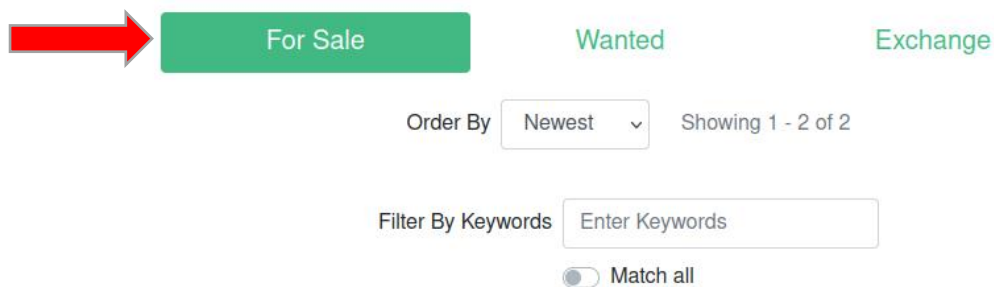 For Sale Wanted Exchange
Order By Newest Showing 1 - 2 of 2
Filter By Keywords Enter Keywords
Match all